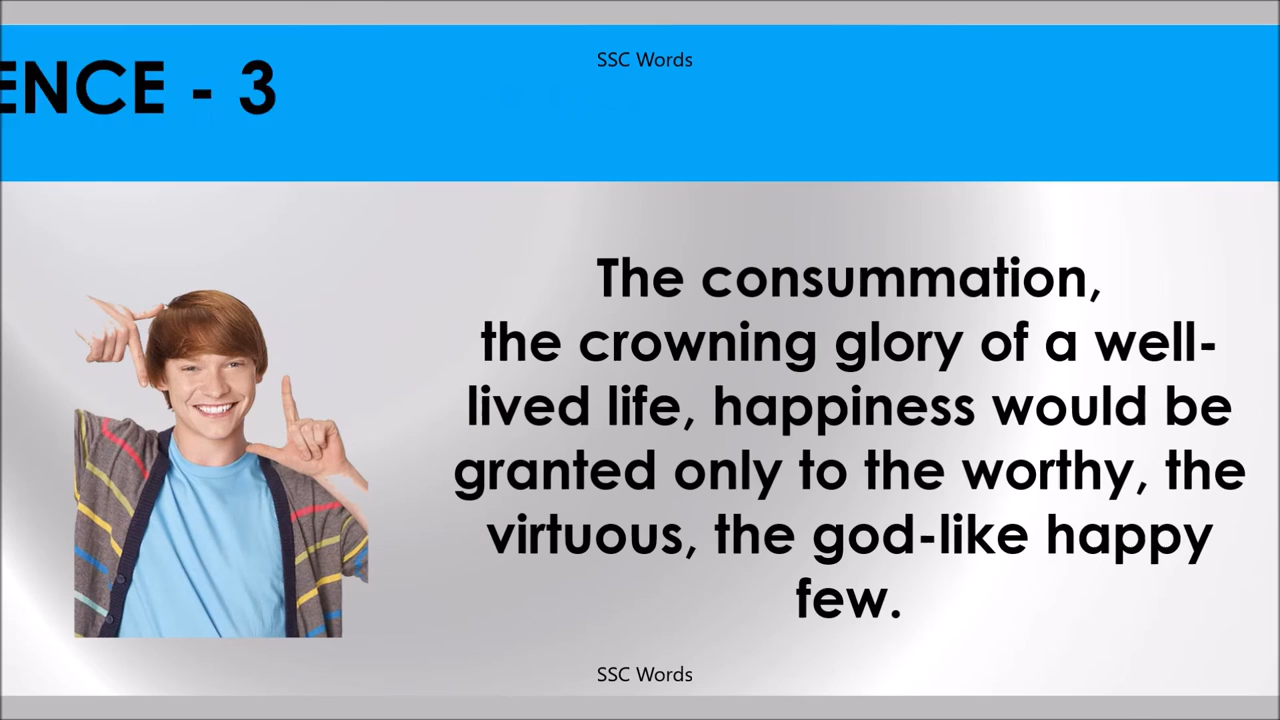 SSC Words
ENCE - 3
The consummation,
the crowning glory of a well-
lived life, happiness would be
granted only to the worthy, the
virtuous, the god-like happy
few.
SSC Words